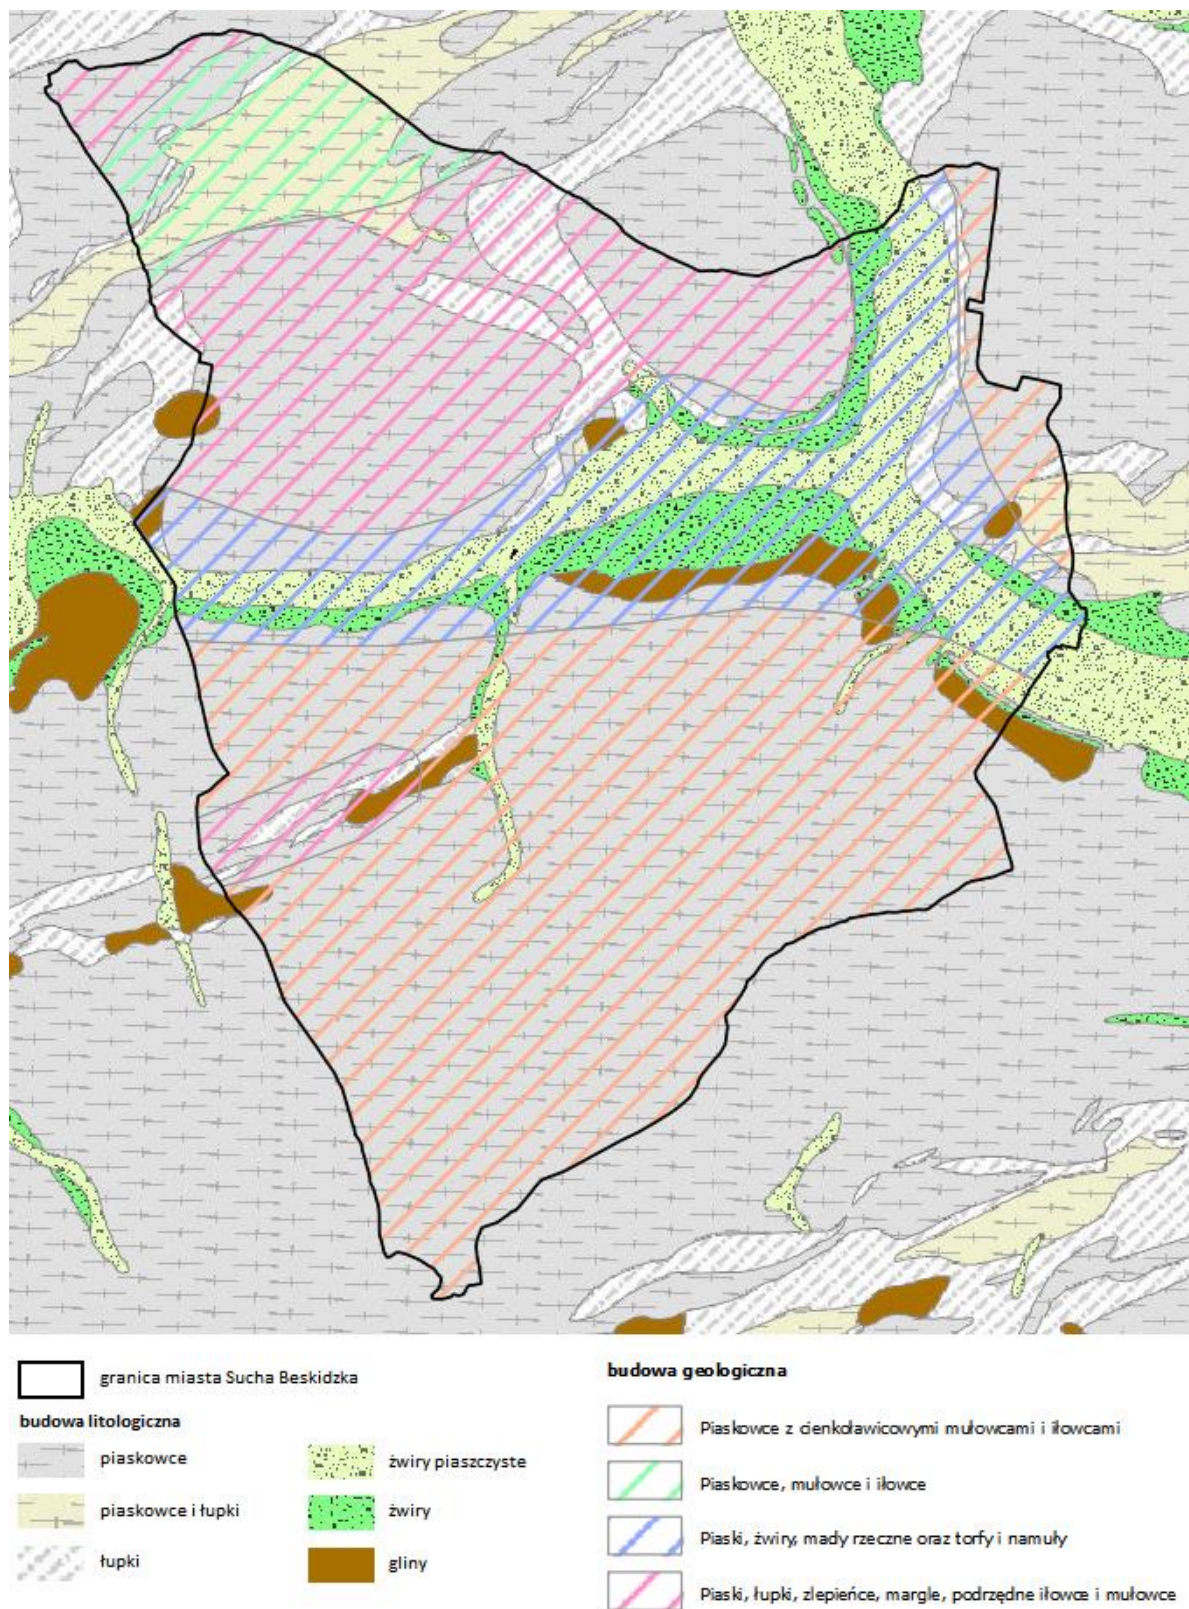 granica miasta Sucha Beskidzka
budowa litologiczna
piaskowce
piaskowce i łupki
łupki
żwiry piaszczyste
żwiry
gliny
budowa geologiczna
Piaskowce z cienkoławicowymi mułowcami i iłowcami
Piaskowce, mułowce i iłowce
Piaski, żwiry, mady rzeczne oraz torfy i namuły
Piaski, łupki, zlepieńce, margle, podrzędne iłowce i mułowce